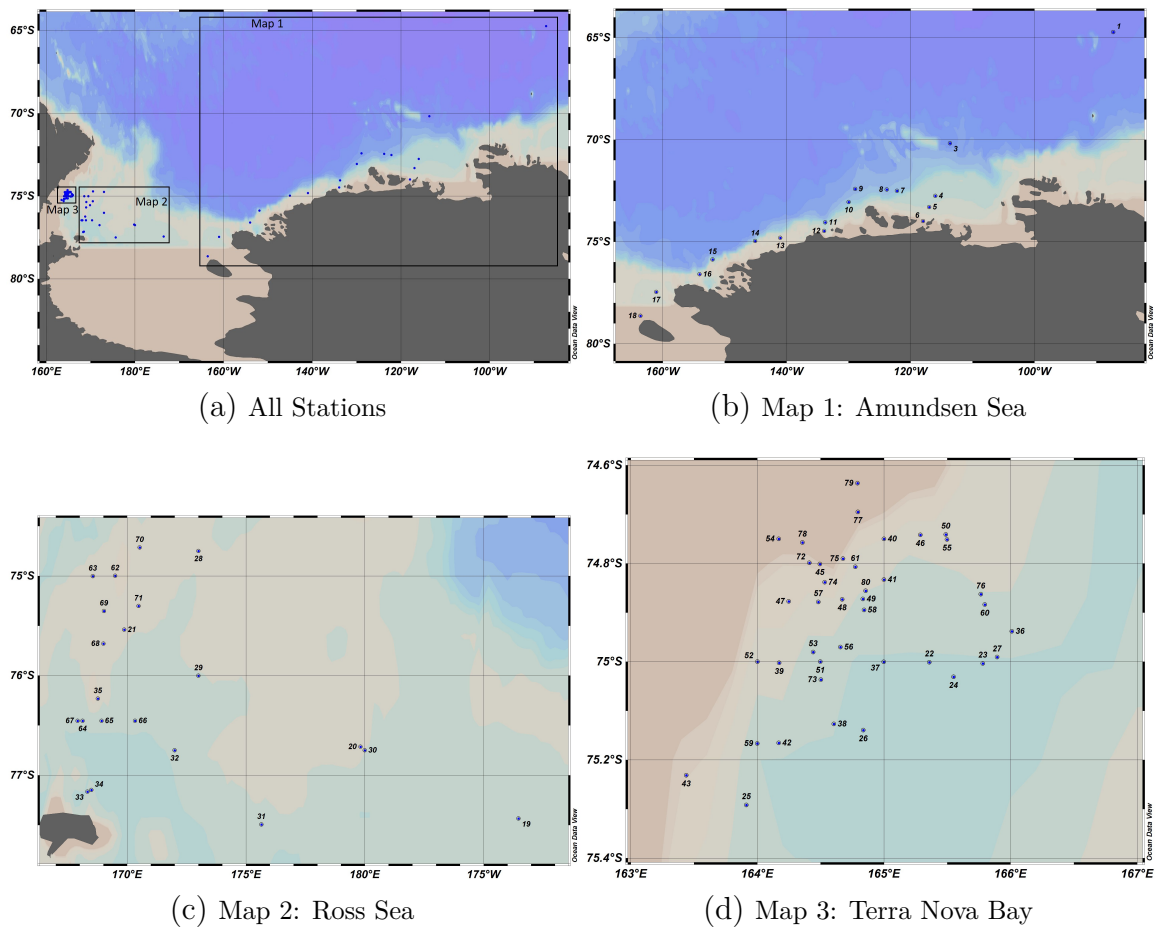 65°S
70°S
75°S
80°S
Map 1
Map 2
Map 3
160°E 180°W 160°W 140°W 120°W 100°W
Ocean Data View
(a) All Stations
65°S
70°S
75°S
80°S
1
3
9 8 7 4
10 5
6
11
12
14 13
15
16
17
18
160°W 140°W 120°W 100°W
Ocean Data View
(b) Map 1: Amundsen Sea
75°S
76°S
77°S
70
28
63 62
69 71
21
68
29
35
67 64 65 66
20 30
32
34
33
31 19
170°E 175°E 180°E 175°W
Ocean Data View
(c) Map 2: Ross Sea
74.6°S
74.8°S
75°S
75.2°S
75.4°S
79
77
54 78 40 46 50
55
72 45 75 61
74 41
80 76
47 57 48 49 60
58
36
53 56
52 39 51 37 22 23 27
73 24
38
26
59 42
43
25
163°E 164°E 165°E 166°E 167°E
Ocean Data View
(d) Map 3: Terra Nova Bay